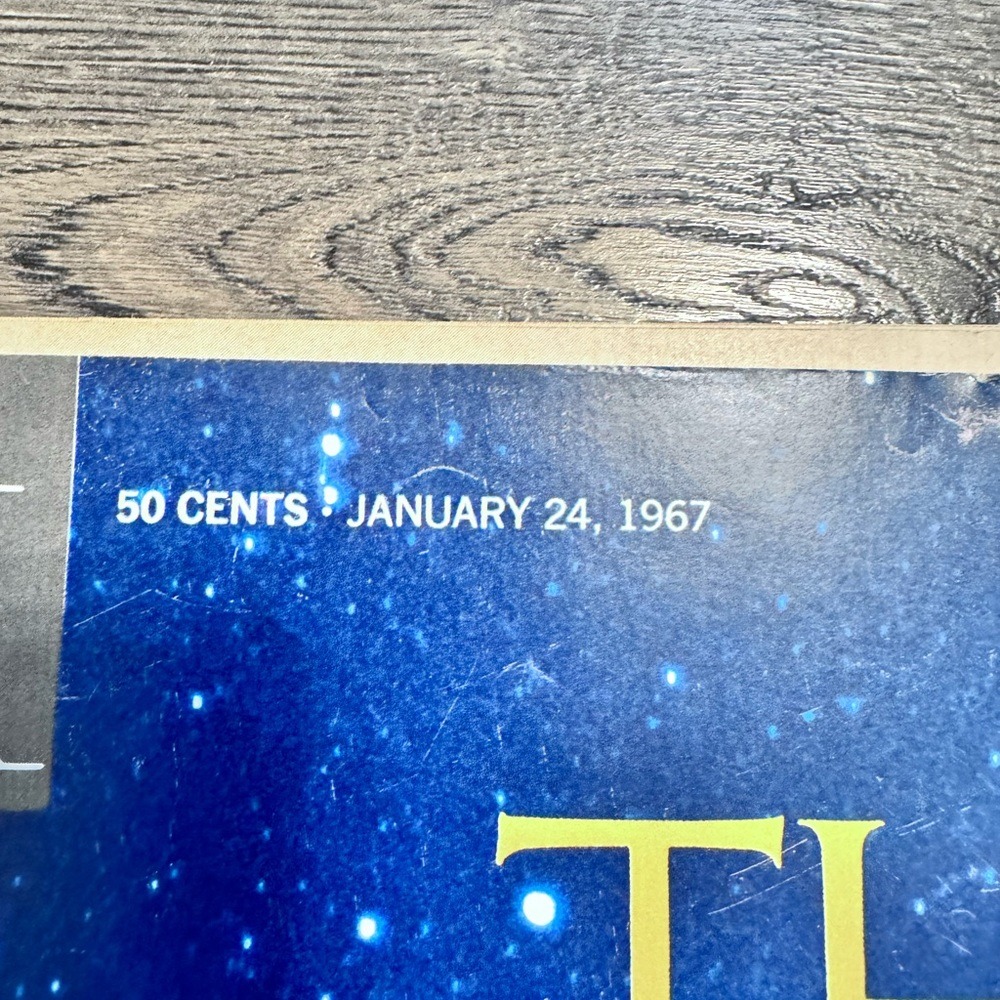 50 CENTS • JANUARY 24, 1967